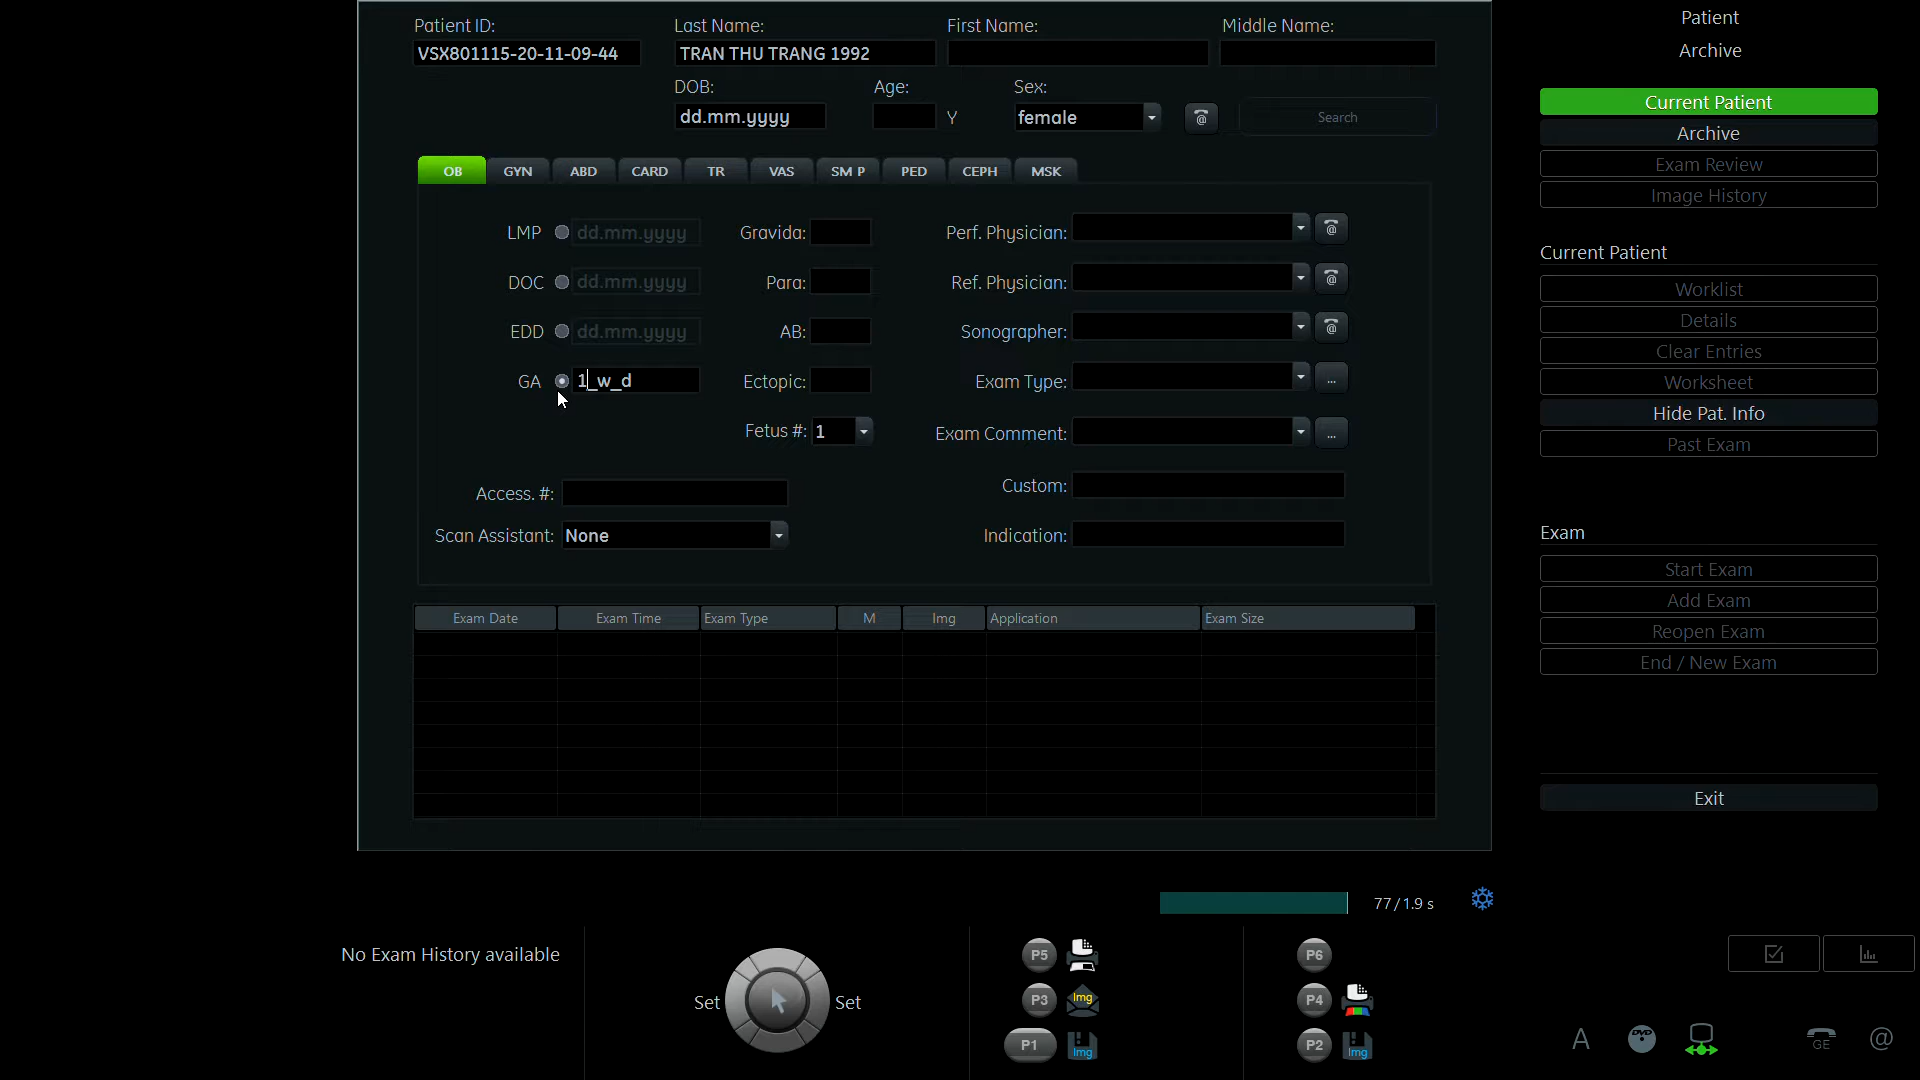 Patient ID: Last Name: First Name: Middle Name:
VSX801115-20-11-09-44 TRAN THU TRANG 1992
DOB: Age: Sex:
dd.mm.yyyy Y female Search
OB GYN ABD CARD TR VAS SM P PED CEPH MSK
LMP dd.mm.yyyy Gravida: Perf. Physician: @
DOC dd.mm.yyyy Para: Ref. Physician: @
EDD dd.mm.yyyy AB: Sonographer: @
GA 1_w_d Ectopic: Exam Type: ...
Fetus #: 1 Exam Comment: ...
Custom:
Access. #:
Scan Assistant: None Indication:
Exam Date Exam Time Exam Type M Img Application Exam Size
Patient
Archive
Current Patient
Archive
Exam Review
Image History
Current Patient
Worklist
Details
Clear Entries
Worksheet
Hide Pat. Info
Past Exam
Exam
Start Exam
Add Exam
Reopen Exam
End / New Exam
Exit
77/1.9 s
No Exam History available
Set Set
P5 P6
P3 Img P4
P1 Img P2 Img
A DVD GE @